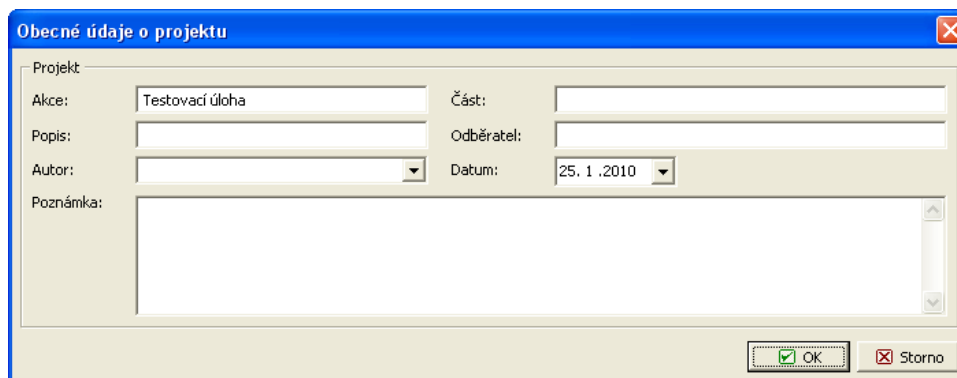 Obecné údaje o projektu
Projekt
Akce: Testovací úloha Část:
Popis: Odběratel:
Autor: Datum: 25. 1 .2010
Poznámka:
OK Storno